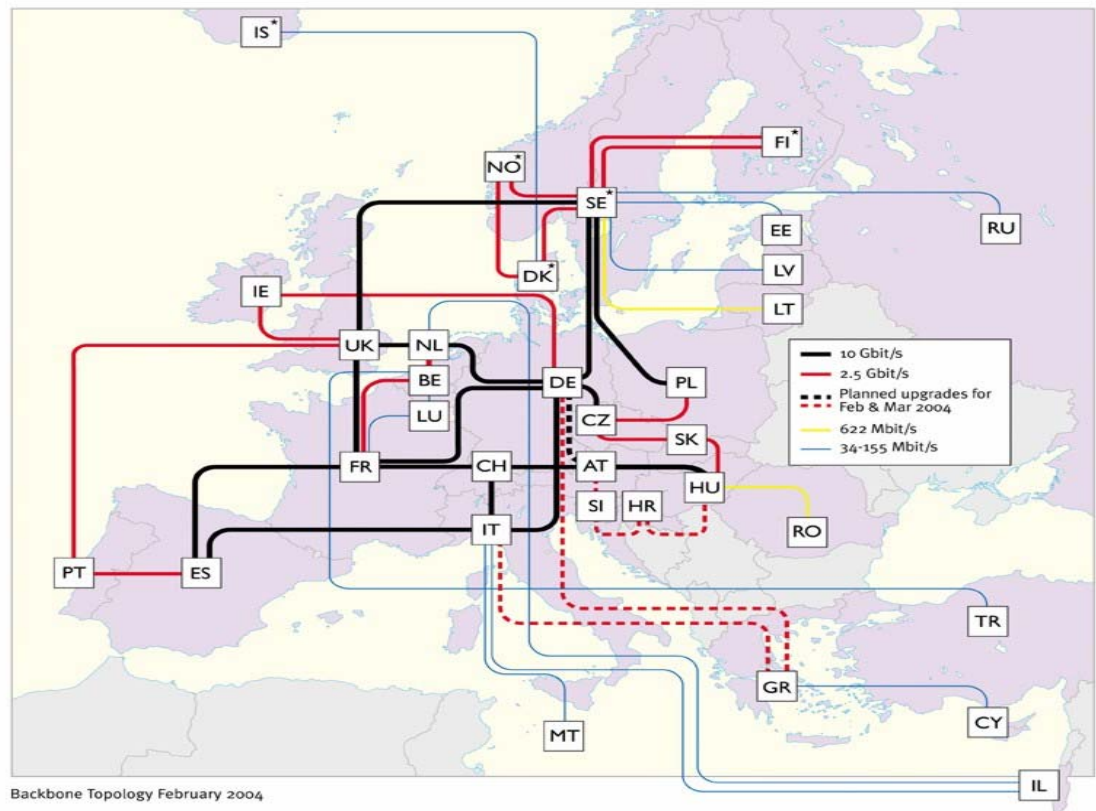 IS*
FI*
NO*
SE*
EE
RU
DK*
LV
IE
LT
UK
NL
10 Gbit/s
2.5 Gbit/s
Planned upgrades for
Feb & Mar 2004
622 Mbit/s
34-155 Mbit/s
BE
DE
PL
LU
CZ
SK
FR
CH
AT
HU
SI
HR
IT
RO
PT
ES
TR
GR
CY
MT
IL
Backbone Topology February 2004